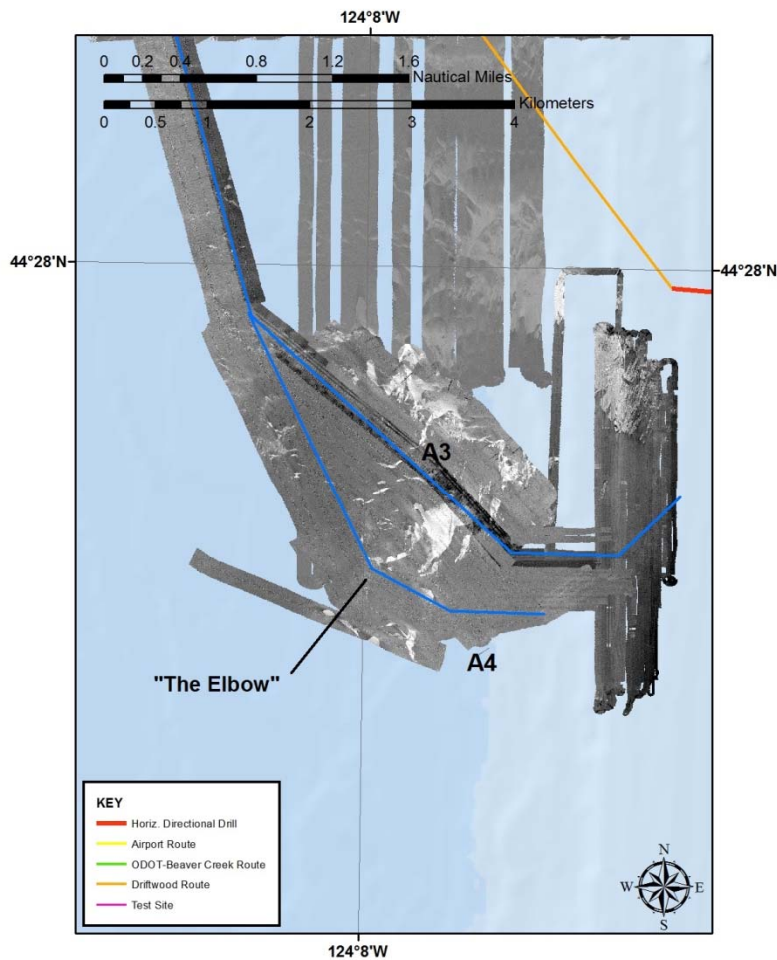 124°8'W
0 0.2 0.4 0.8 1.2 1.6
Nautical Miles
Kilometers
0 0.5 1 2 3 4
44°28'N
44°28'N
A3
A4
"The Elbow"
KEY
Horiz. Directional Drill
Airport Route
ODOT-Beaver Creek Route
Driftwood Route
Test Site
N
W E
S
124°8'W